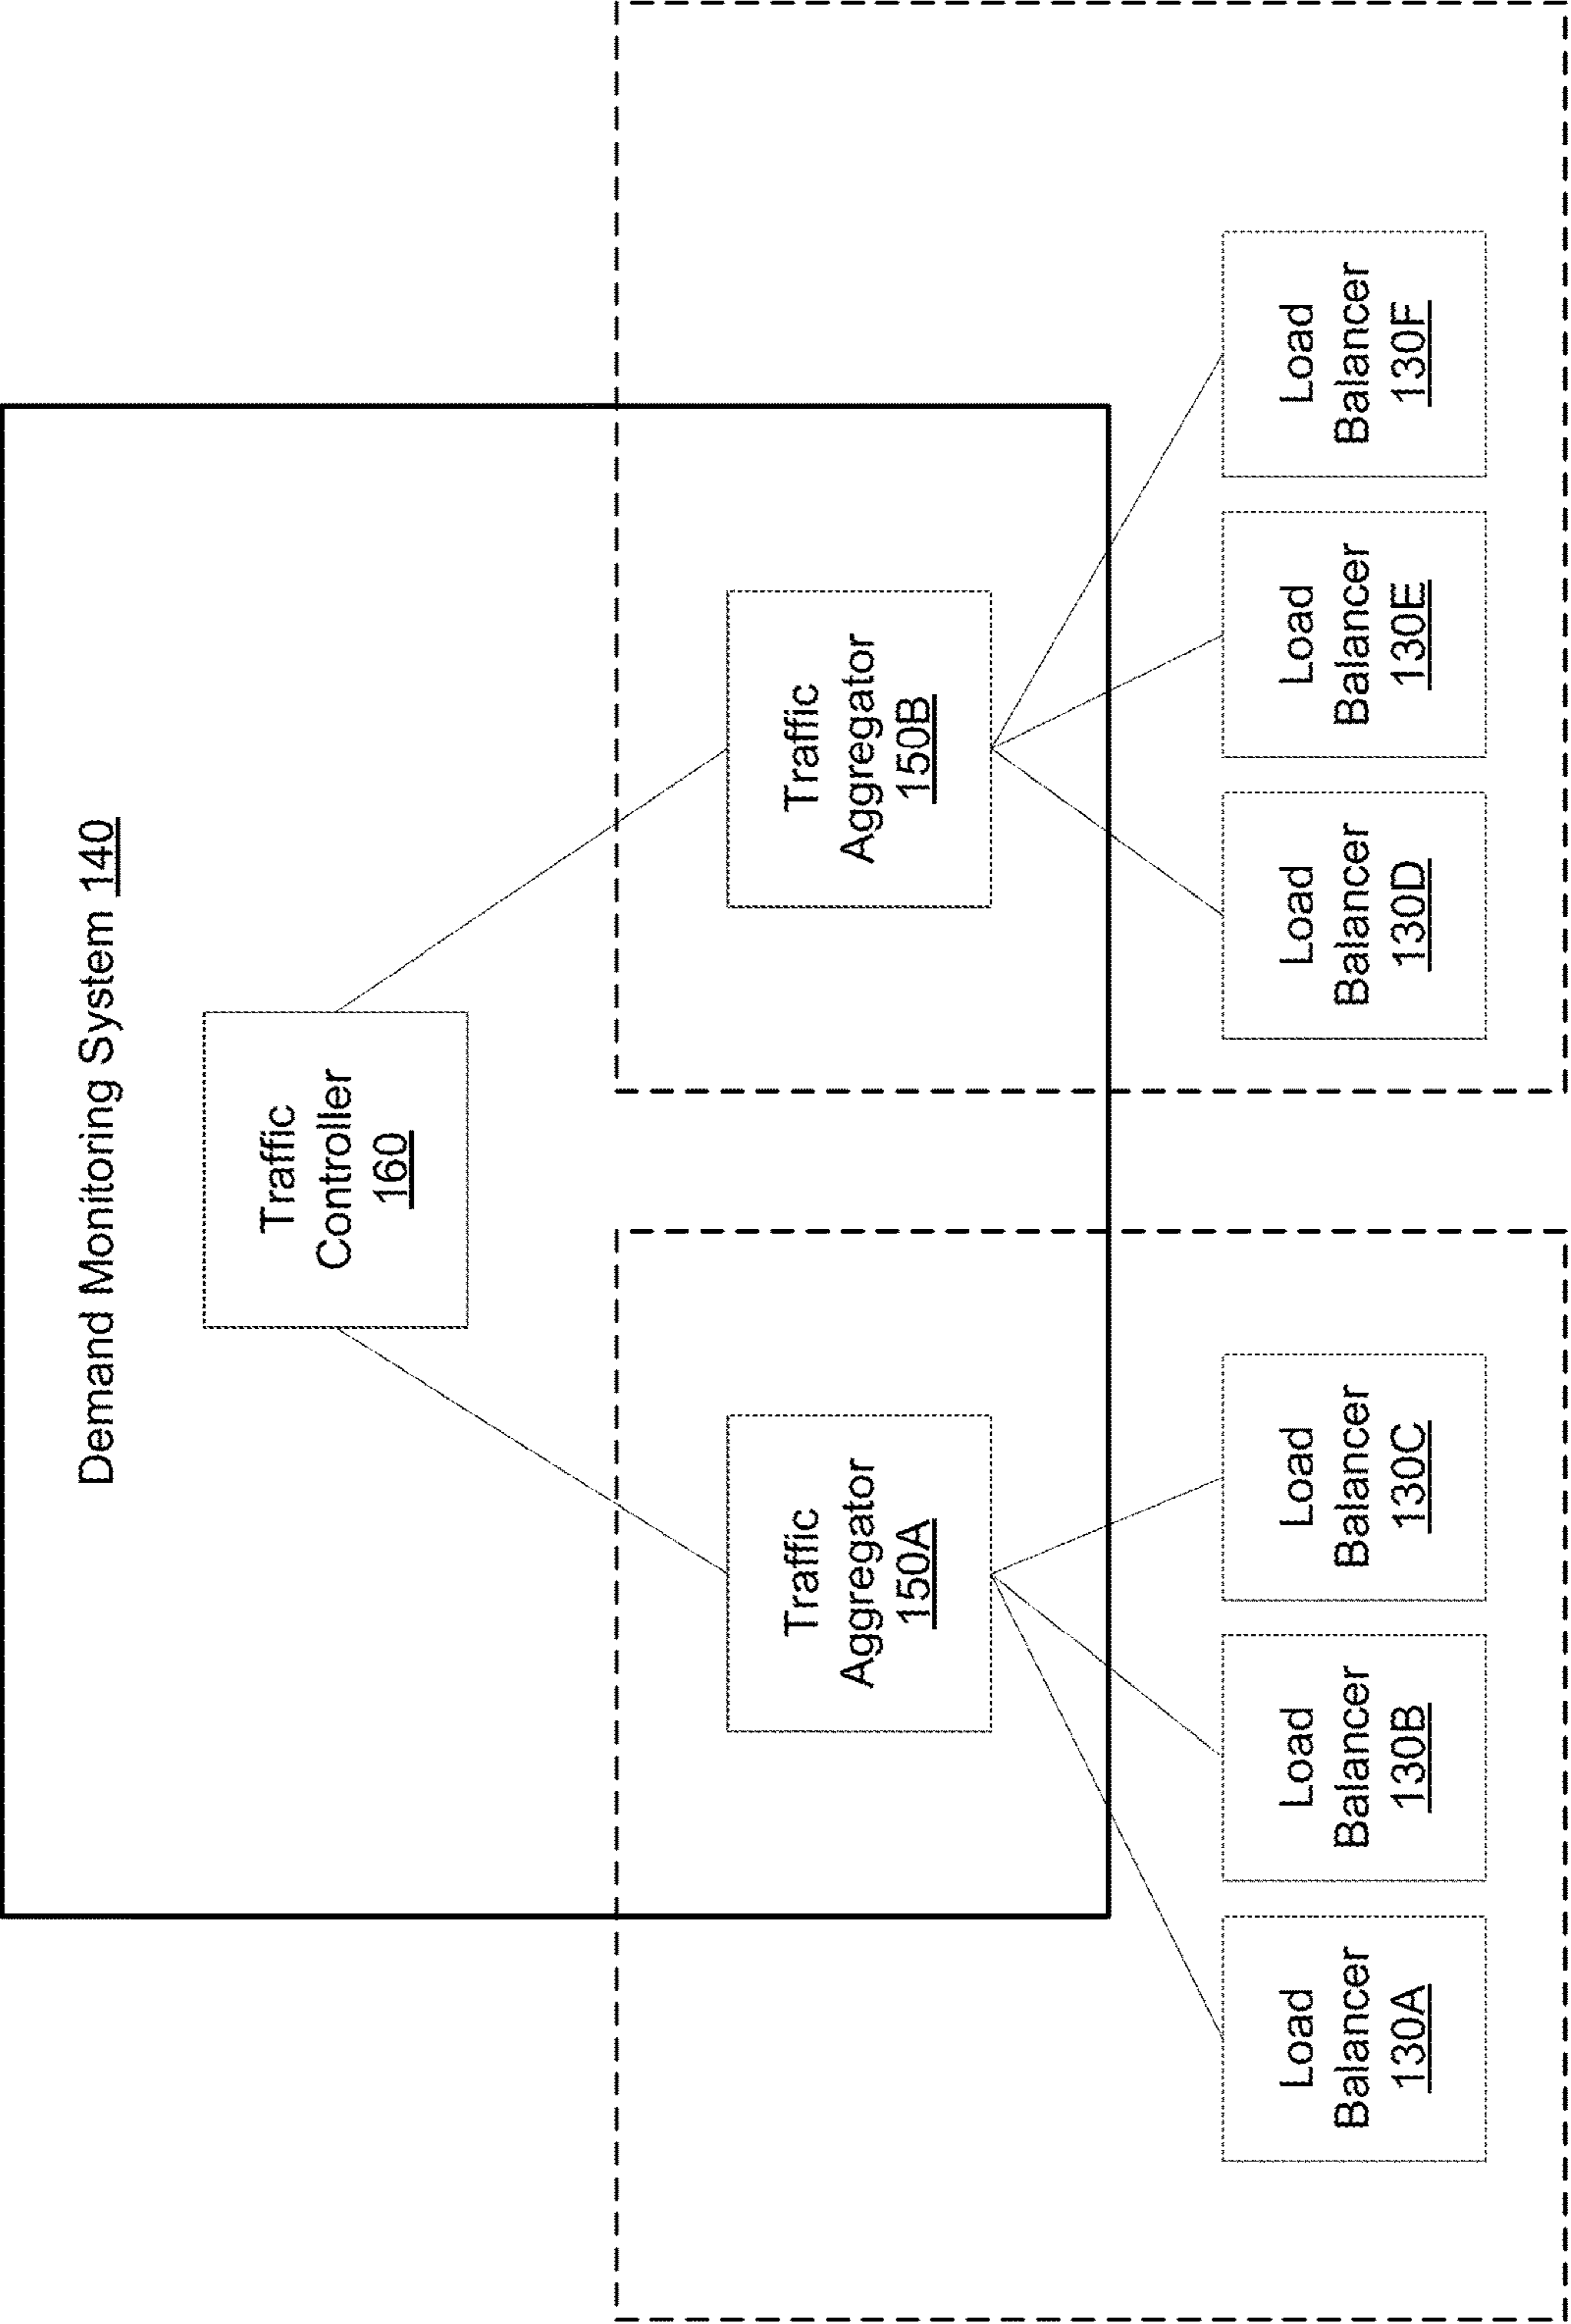 Demand Monitoring System 140
Traffic
Controller
160
Traffic
Aggregator
150A
Traffic
Aggregator
150B
Load
Balancer
130A
Load
Balancer
130B
Load
Balancer
130C
Load
Balancer
130D
Load
Balancer
130E
Load
Balancer
130F